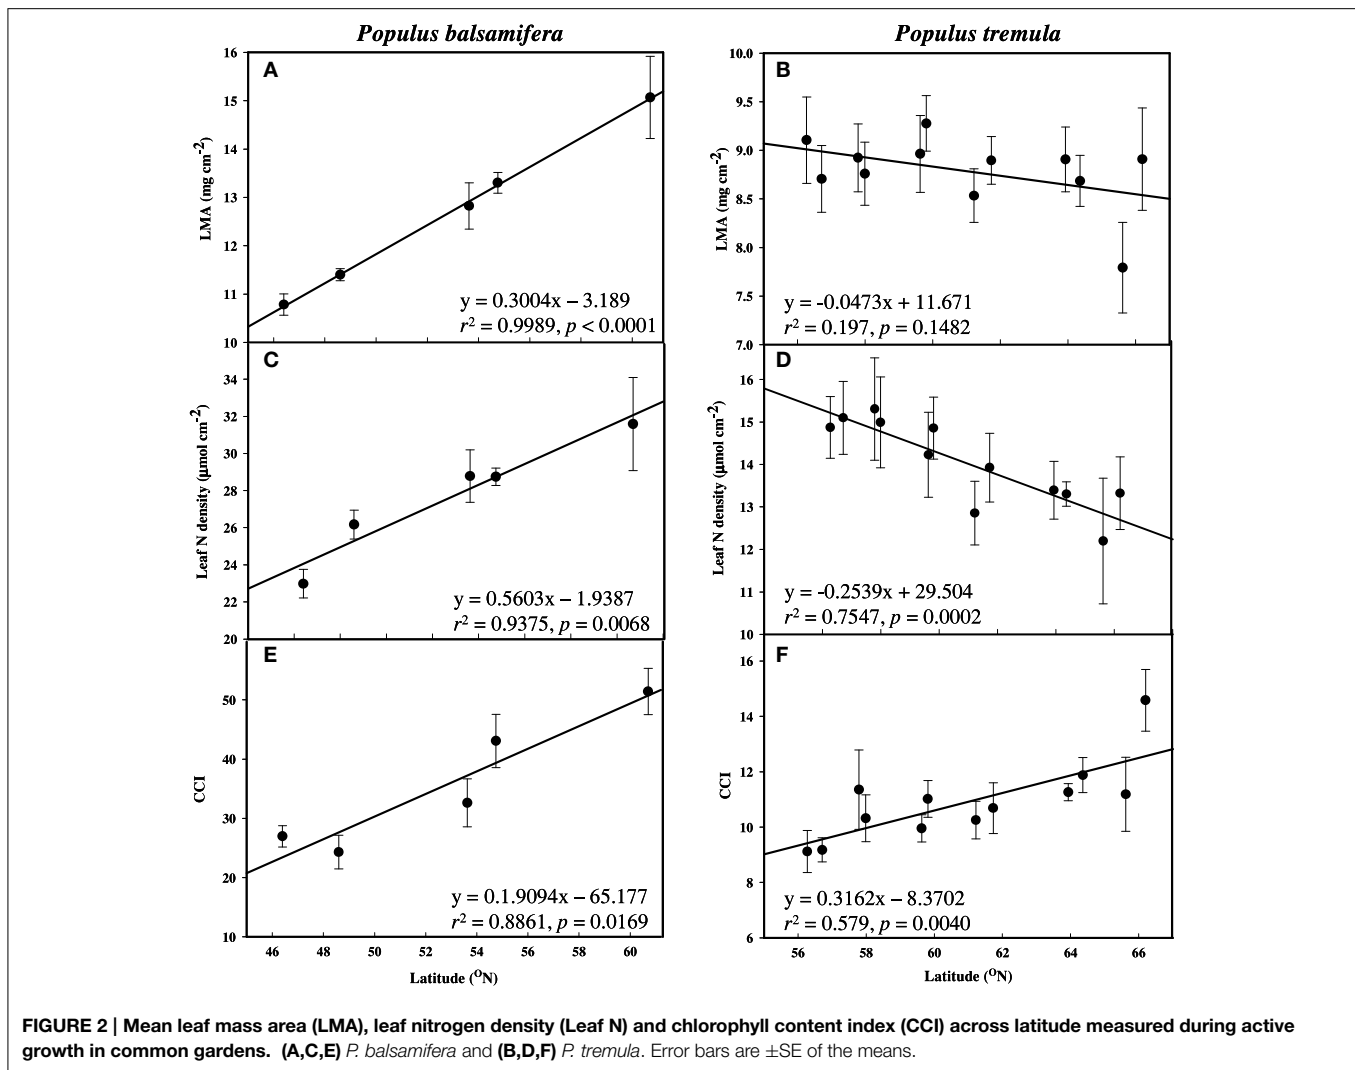 Populus balsamifera
Populus tremula
A
16
15
14
13
12
11
10
LMA (mg cm⁻²)
y = 0.3004x – 3.189
r² = 0.9989, p < 0.0001
B
10.0
9.5
9.0
8.5
8.0
7.5
7.0
LMA (mg cm⁻²)
y = -0.0473x + 11.671
r² = 0.197, p = 0.1482
C
34
32
30
28
26
24
22
20
Leaf N density (μmol cm⁻²)
y = 0.5603x – 1.9387
r² = 0.9375, p = 0.0068
D
16
15
14
13
12
11
10
Leaf N density (μmol cm⁻²)
y = -0.2539x + 29.504
r² = 0.7547, p = 0.0002
E
50
40
30
20
10
CCI
y = 0.1.9094x – 65.177
r² = 0.8861, p = 0.0169
46 48 50 52 54 56 58 60
Latitude (ᴼN)
F
16
14
12
10
8
6
CCI
y = 0.3162x – 8.3702
r² = 0.579, p = 0.0040
56 58 60 62 64 66
Latitude (ᴼN)
FIGURE 2 | Mean leaf mass area (LMA), leaf nitrogen density (Leaf N) and chlorophyll content index (CCI) across latitude measured during active
growth in common gardens. (A,C,E) P. balsamifera and (B,D,F) P. tremula. Error bars are ±SE of the means.